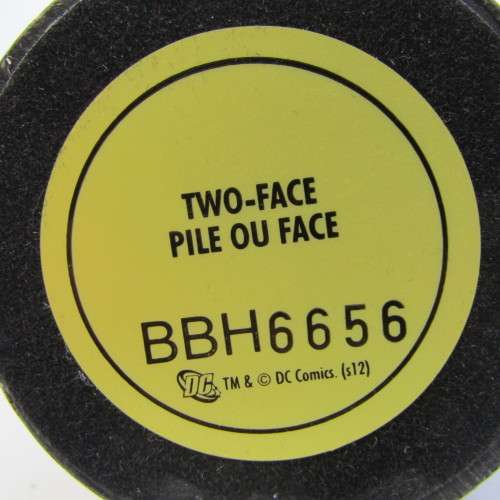 TWO-FACE
PILE OU FACE
BBH6656
DC TM & © DC Comics. (s12)